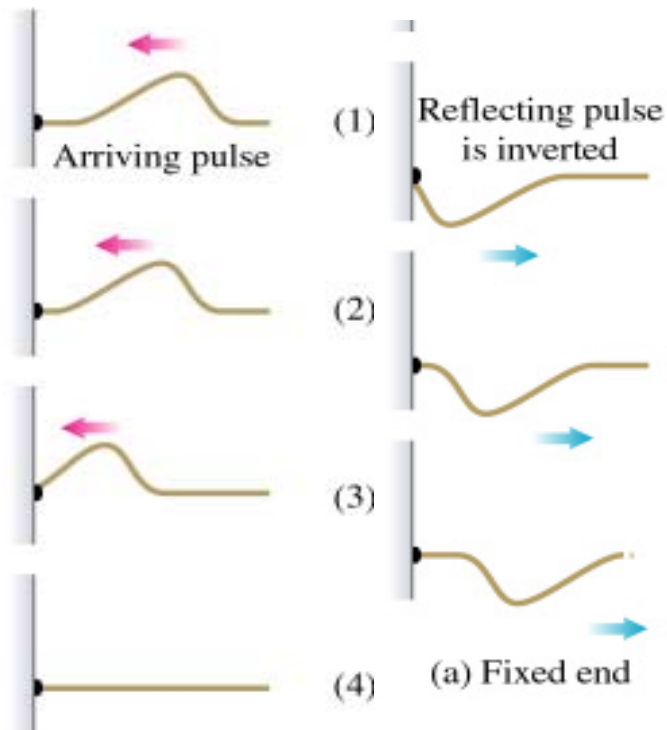 (1)
Arriving pulse
(2)
(3)
(4)
Reflecting pulse
is inverted
(a) Fixed end